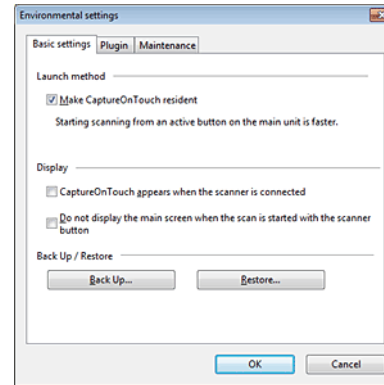 Environmental settings
Basic settings Plugin Maintenance
Launch method
Make CaptureOnTouch resident
Starting scanning from an active button on the main unit is faster.
Display
CaptureOnTouch appears when the scanner is connected
Do not display the main screen when the scan is started with the scanner
button
Back Up / Restore
Back Up... Restore...
OK Cancel